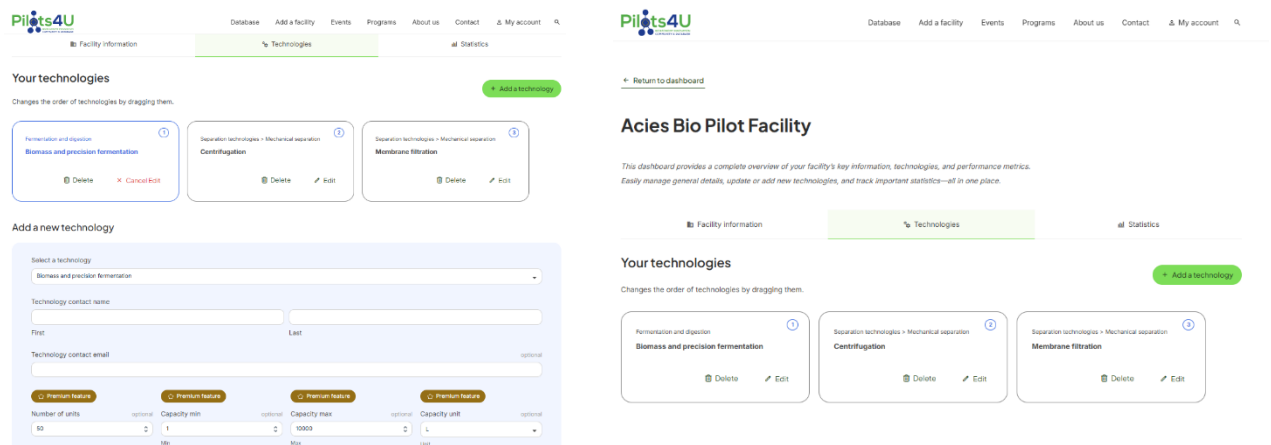 Pilots4U
Database Add a facility Events Programs About us Contact My account
Facility information Technologies Statistics
Your technologies
+ Add a technology
Changes the order of technologies by dragging them.
1
Fermentation and digestion
Biomass and precision fermentation
Delete × Cancel Edit
2
Separation technologies > Mechanical separation
Centrifugation
Delete Edit
3
Separation technologies > Mechanical separation
Membrane filtration
Delete Edit
Add a new technology
Select a technology
Biomass and precision fermentation
Technology contact name
First Last
Technology contact email optional
Premium feature Premium feature Premium feature Premium feature
Number of units optional Capacity min optional Capacity max optional Capacity unit optional
50 1 10000 L
Min Max Unit
Pilots4U
Database Add a facility Events Programs About us Contact My account
← Return to dashboard
Acies Bio Pilot Facility
This dashboard provides a complete overview of your facility's key information, technologies, and performance metrics.
Easily manage general details, update or add new technologies, and track important statistics—all in one place.
Facility information Technologies Statistics
Your technologies
+ Add a technology
Changes the order of technologies by dragging them.
1
Fermentation and digestion
Biomass and precision fermentation
Delete Edit
2
Separation technologies > Mechanical separation
Centrifugation
Delete Edit
3
Separation technologies > Mechanical separation
Membrane filtration
Delete Edit